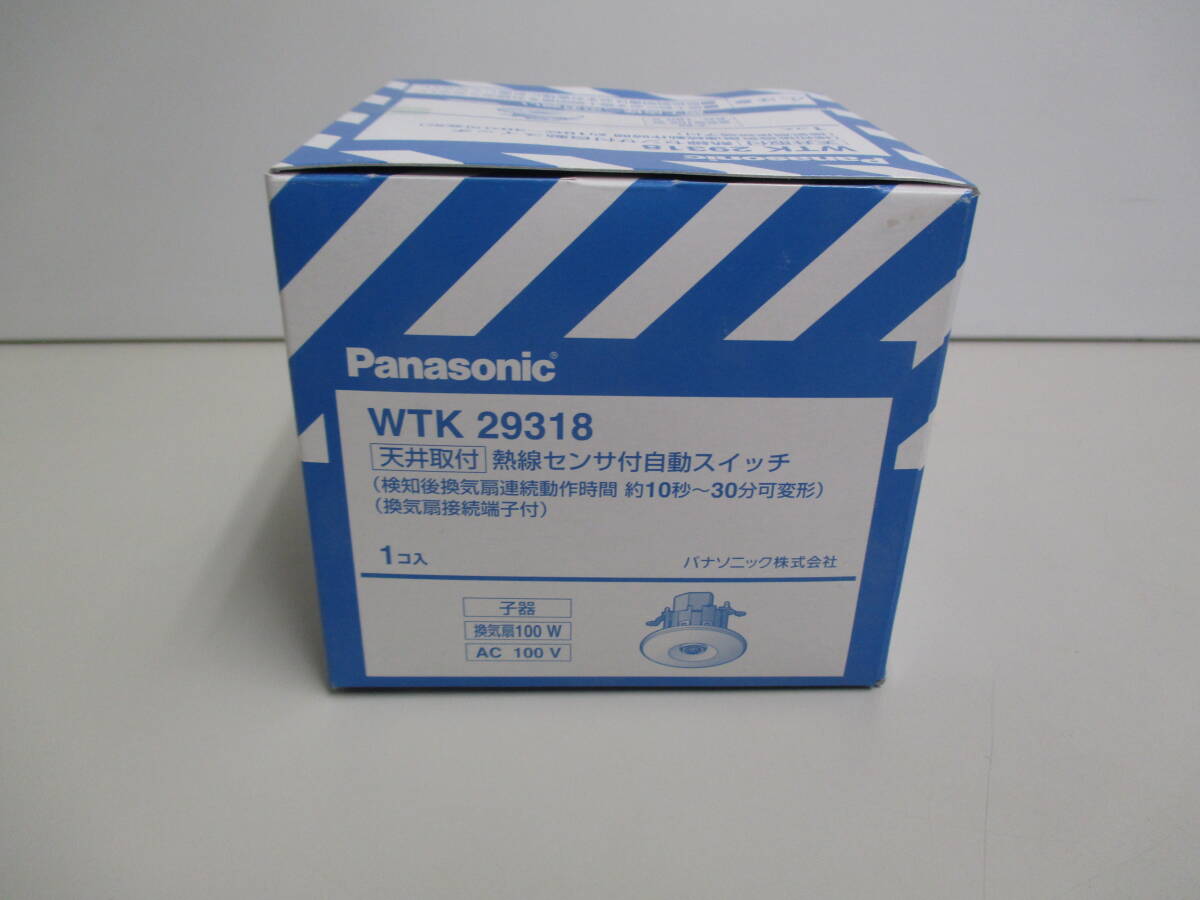 Panasonic
WTK 29318
Panasonic®
WTK 29318
天井取付 熱線センサ付自動スイッチ
(検知後換気扇連続動作時間 約10秒～30分可変形)
(換気扇接続端子付)
1コ入 パナソニック株式会社
子器
換気扇100 W
AC 100 V